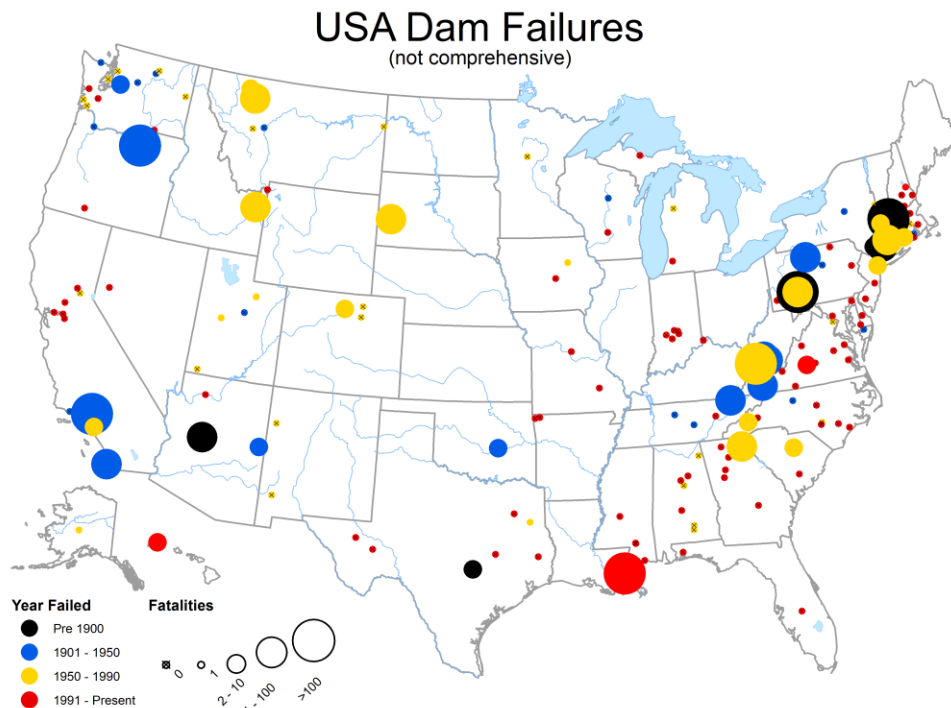 USA Dam Failures
(not comprehensive)
Year Failed
Fatalities
Pre 1900
1901 - 1950
1950 - 1990
1991 - Present
0
1
2 - 10
- 100
>100